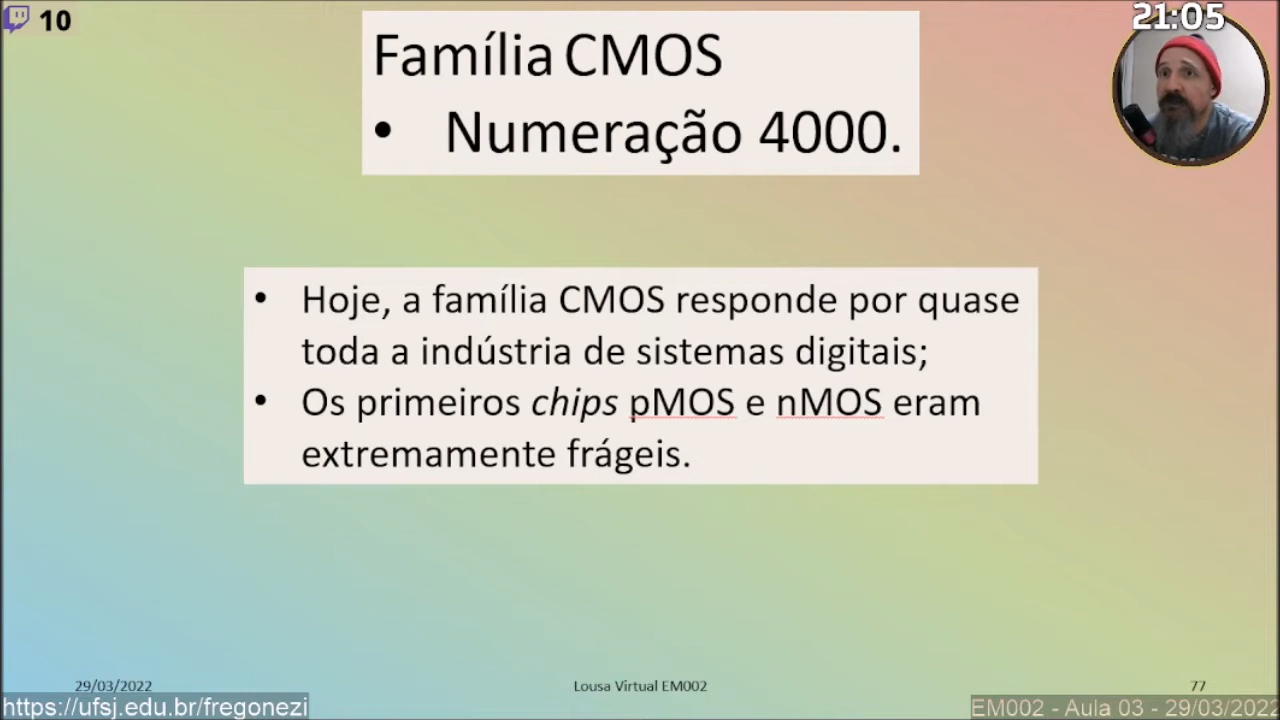 10
21:05
Família CMOS
• Numeração 4000.
• Hoje, a família CMOS responde por quase
toda a indústria de sistemas digitais;
• Os primeiros chips pMOS e nMOS eram
extremamente frágeis.
29/03/2022
Lousa Virtual EM002
77
https://ufsj.edu.br/fregonezi
EM002 - Aula 03 - 29/03/2022